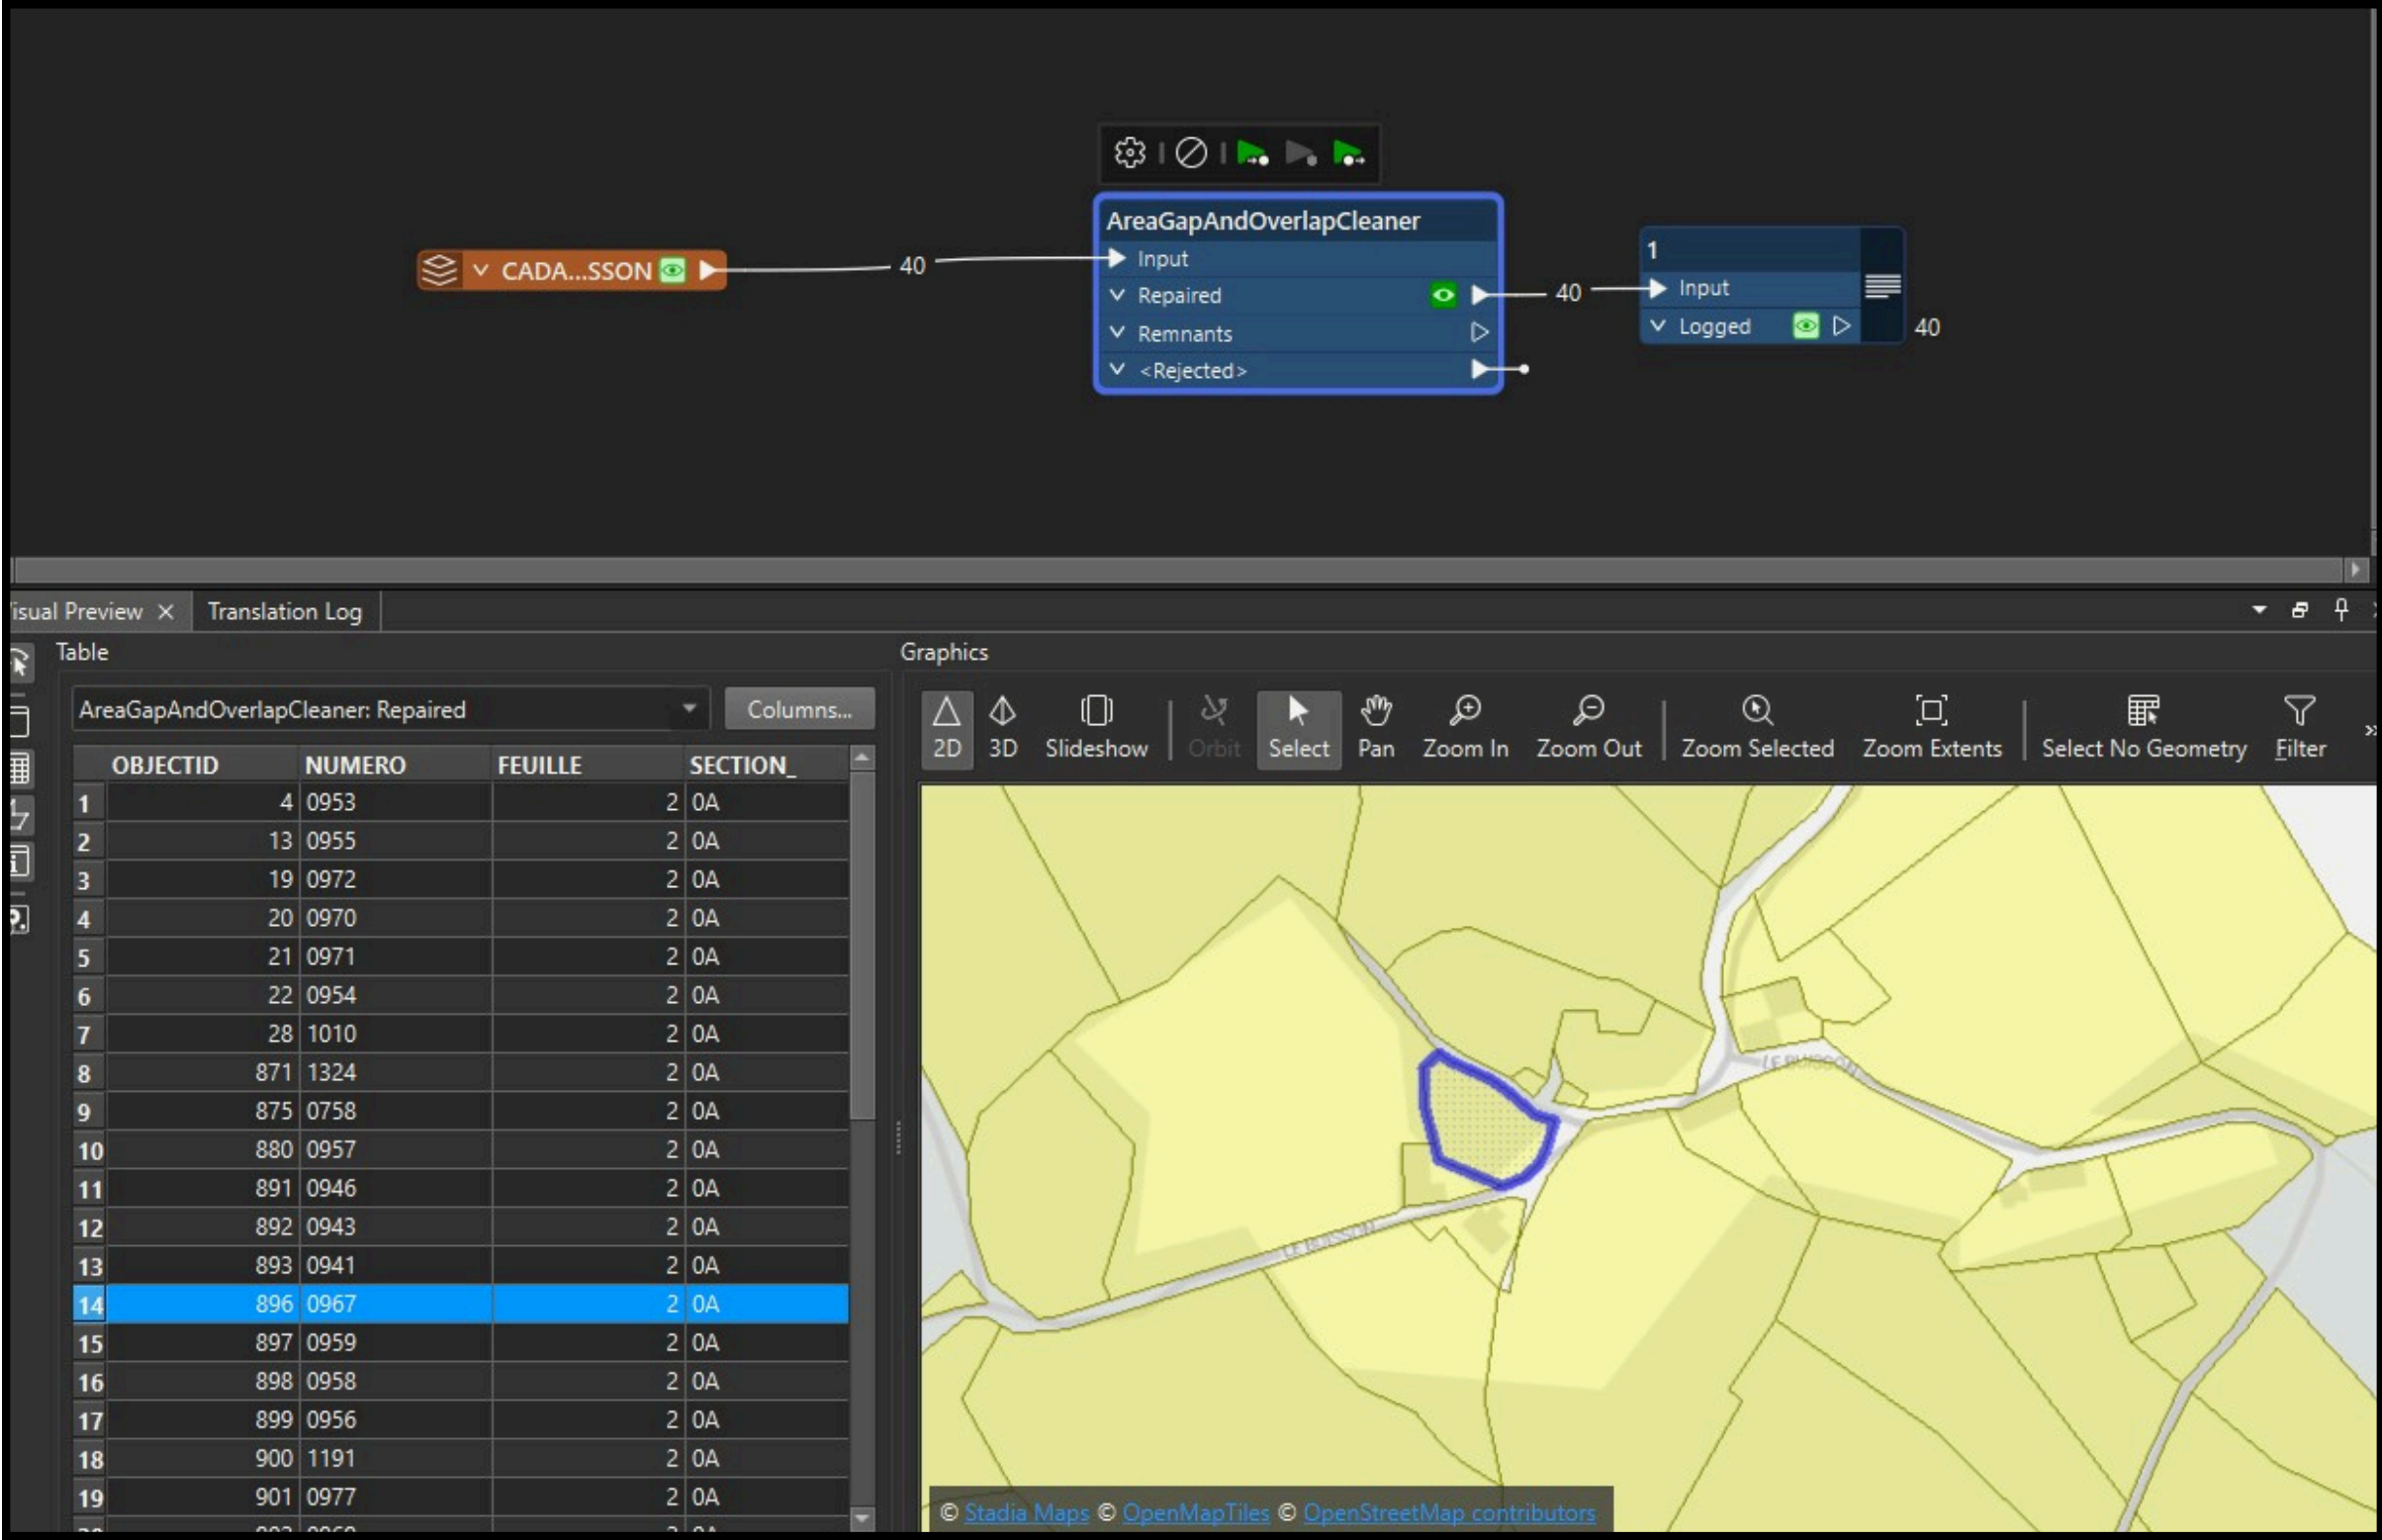 AreaGapAndOverlapCleaner
Input
CADA...SSON
40
Repaired
40
Remnants
<Rejected>
1
Input
Logged
40
isual Preview
Translation Log
Table
AreaGapAndOverlapCleaner: Repaired
Columns...
OBJECTID NUMERO FEUILLE SECTION_
1 4 0953 2 0A
2 13 0955 2 0A
3 19 0972 2 0A
4 20 0970 2 0A
5 21 0971 2 0A
6 22 0954 2 0A
7 28 1010 2 0A
8 871 1324 2 0A
9 875 0758 2 0A
10 880 0957 2 0A
11 891 0946 2 0A
12 892 0943 2 0A
13 893 0941 2 0A
14 896 0967 2 0A
15 897 0959 2 0A
16 898 0958 2 0A
17 899 0956 2 0A
18 900 1191 2 0A
19 901 0977 2 0A
Graphics
2D 3D Slideshow Orbit Select Pan Zoom In Zoom Out Zoom Selected Zoom Extents Select No Geometry Filter
LE BUISSON
LE BUISSON
© Stadia Maps © OpenMapTiles © OpenStreetMap contributors